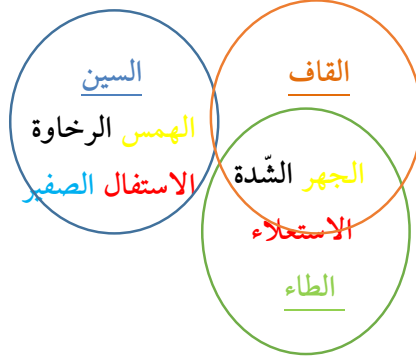 القاف
السين
الهمس الرخاوة
الجهر الشّدة
الاستفال الصفير
الاستعلاء
الطاء